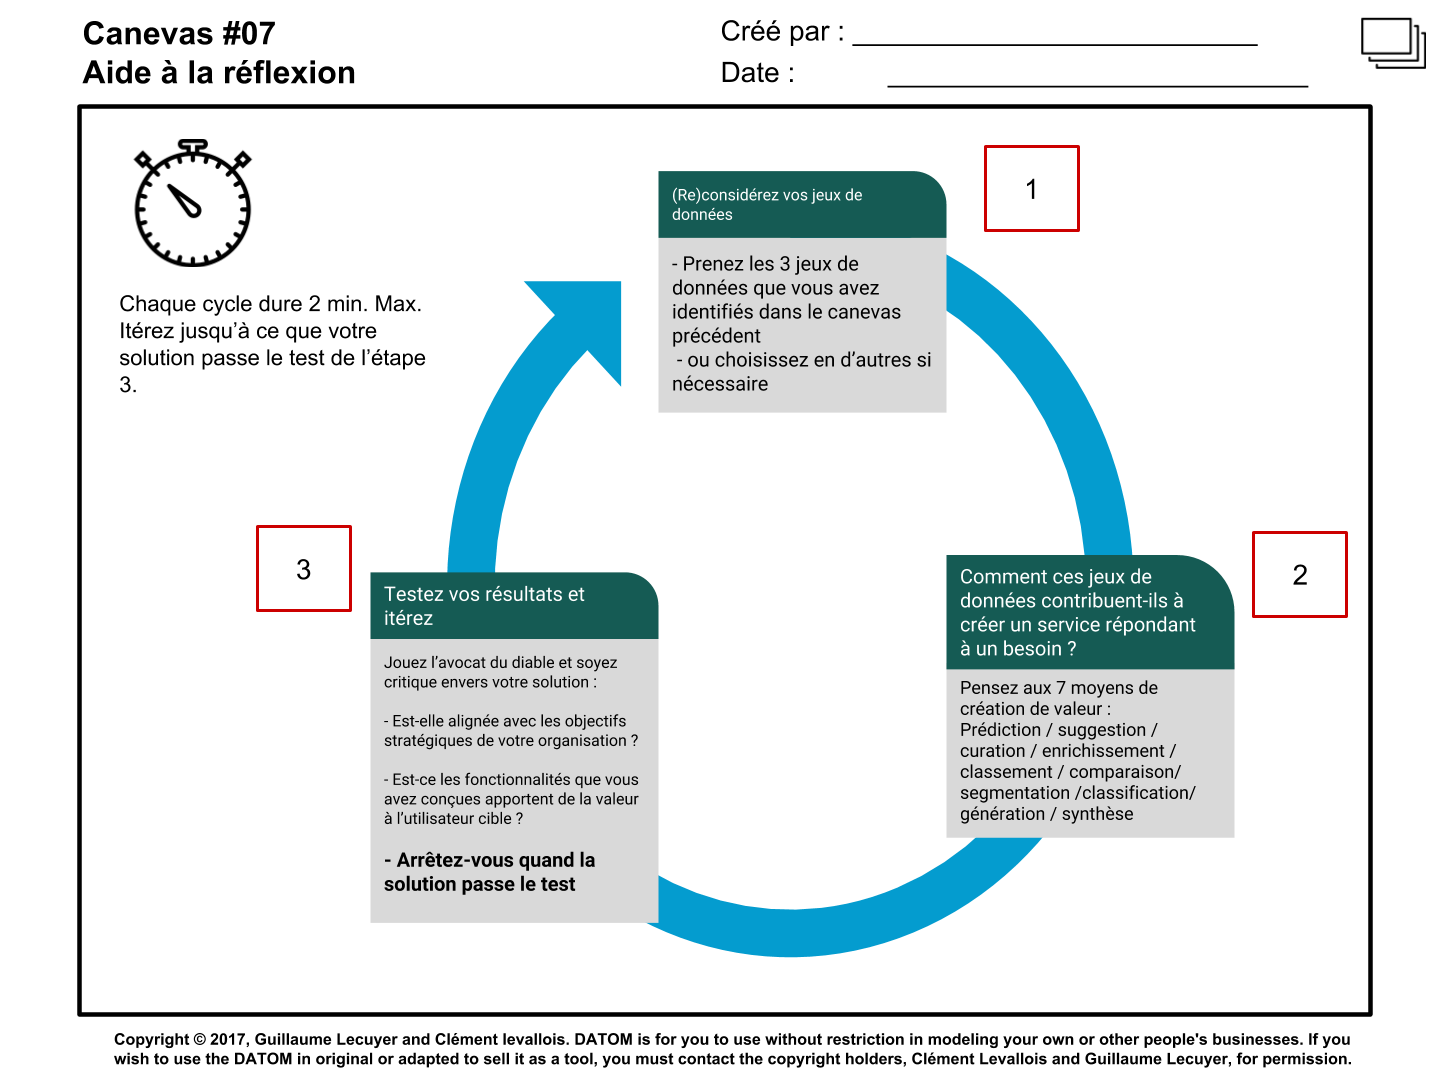 Canevas #07
Aide à la réflexion
Créé par :
Date :
Chaque cycle dure 2 min. Max.
Itérez jusqu’à ce que votre
solution passe le test de l’étape
3.
1
(Re)considérez vos jeux de
données
- Prenez les 3 jeux de
données que vous avez
identifiés dans le canevas
précédent
- ou choisissez en d’autres si
nécessaire
2
Comment ces jeux de
données contribuent-ils à
créer un service répondant
à un besoin ?
Pensez aux 7 moyens de
création de valeur :
Prédiction / suggestion /
curation / enrichissement /
classement / comparaison/
segmentation /classification/
génération / synthèse
3
Testez vos résultats et
itérez
Jouez l’avocat du diable et soyez
critique envers votre solution :
- Est-elle alignée avec les objectifs
stratégiques de votre organisation ?
- Est-ce les fonctionnalités que vous
avez conçues apportent de la valeur
à l’utilisateur cible ?
- Arrêtez-vous quand la
solution passe le test
Copyright © 2017, Guillaume Lecuyer and Clément levallois. DATOM is for you to use without restriction in modeling your own or other people's businesses. If you
wish to use the DATOM in original or adapted to sell it as a tool, you must contact the copyright holders, Clément Levallois and Guillaume Lecuyer, for permission.